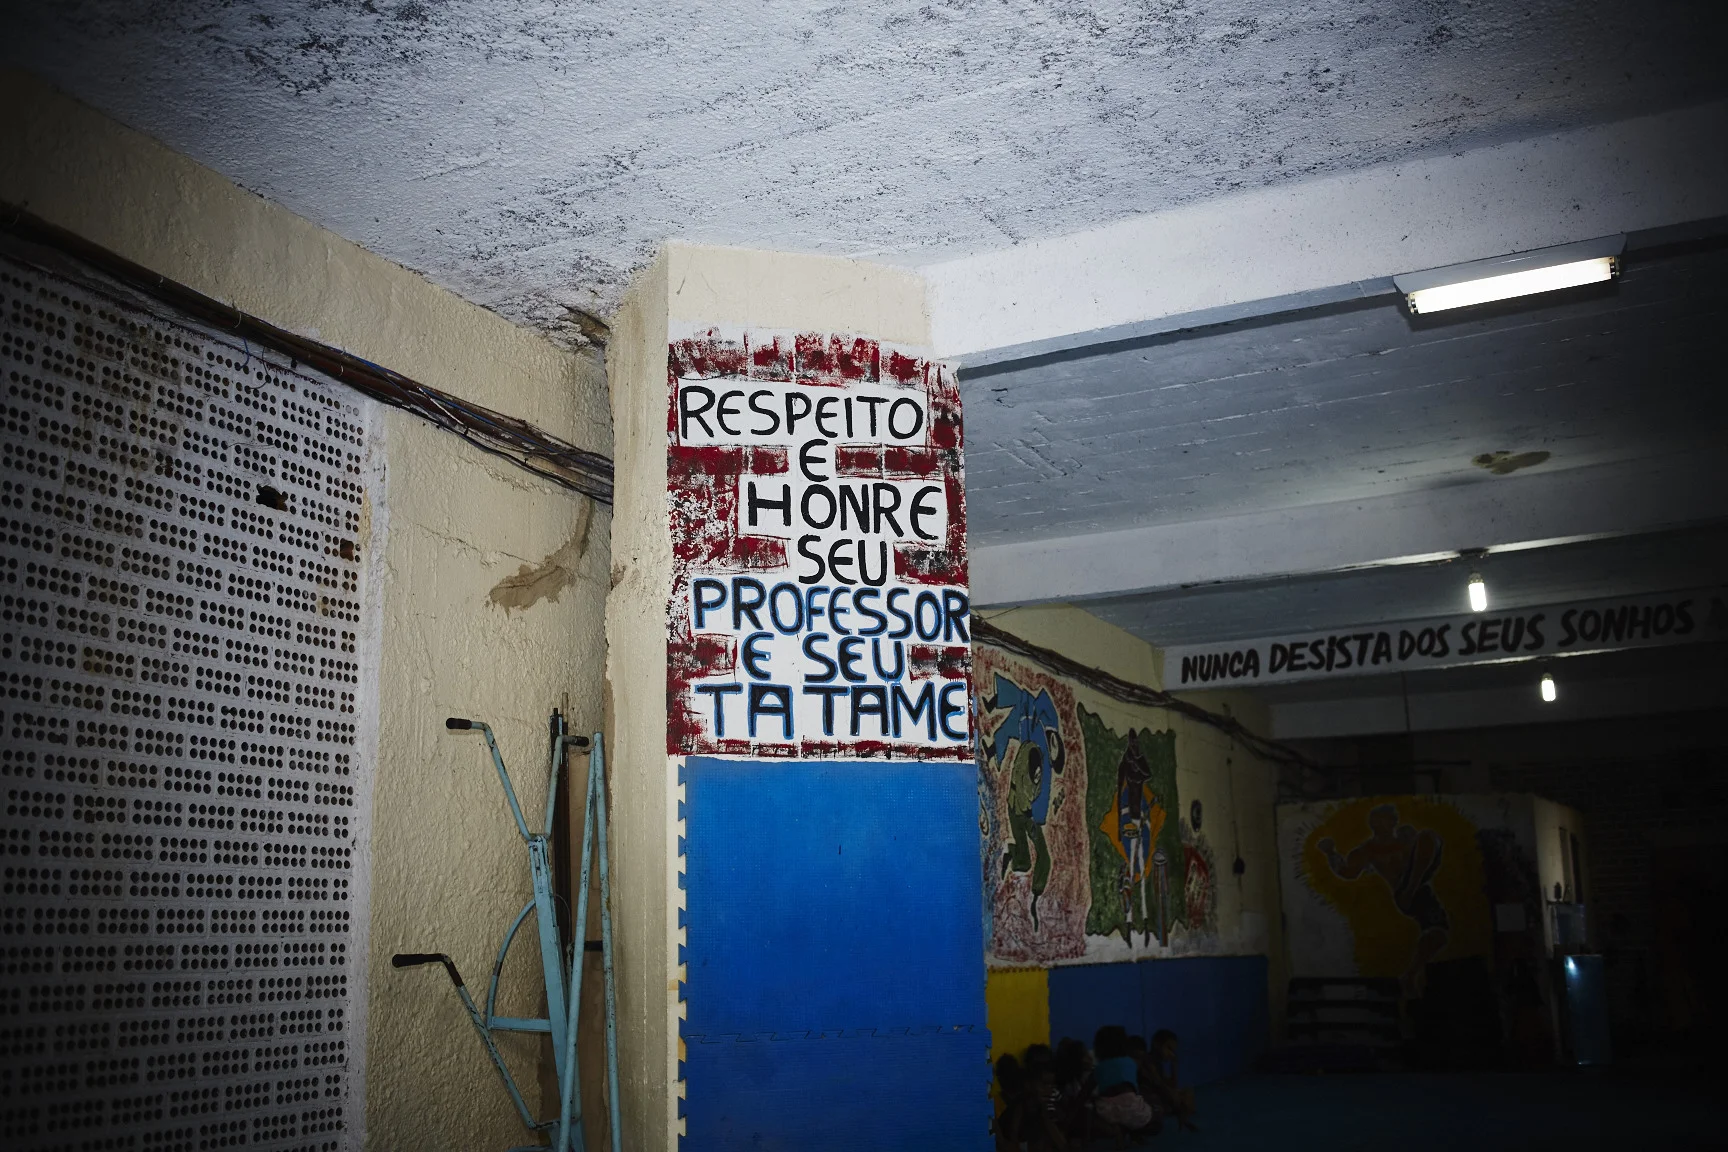 RESPEITO
E
HONRE
SEU
PROFESSOR
E SEU
TATAME
NUNCA DESISTA DOS SEUS SONHOS